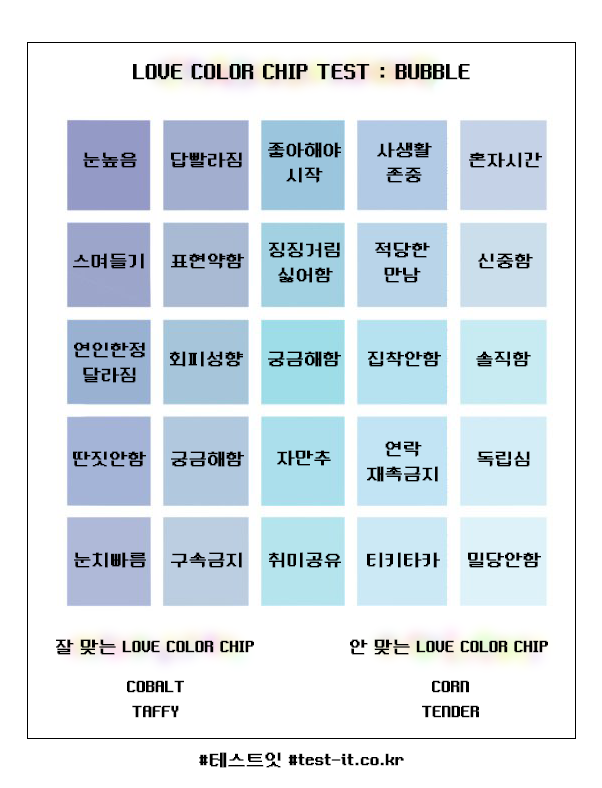 LOVE COLOR CHIP TEST : BUBBLE
눈높음 답빨라짐 좋아해야 시작 사생활 존중 혼자시간
스며들기 표현약함 징징거림 싫어함 적당한 만남 신중함
연인한정 달라짐 회피성향 궁금해함 집착안함 솔직함
딴짓안함 궁금해함 자만추 연락 재촉금지 독립심
눈치빠름 구속금지 취미공유 티키타카 밀당안함
잘 맞는 LOVE COLOR CHIP
COBALT
TAFFY
안 맞는 LOVE COLOR CHIP
CORN
TENDER
#테스트잇 #test-it.co.kr